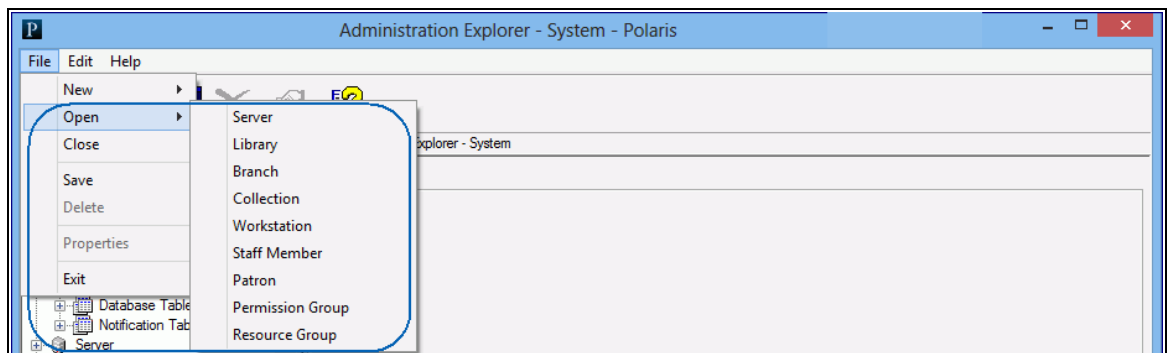 P
Administration Explorer - System - Polaris
File Edit Help
New
Open
Close
Save
Delete
Properties
Exit
Server
Library
Branch
Collection
Workstation
Staff Member
Patron
Permission Group
Resource Group
xplorer - System
Database Table
Notification Tab
Server